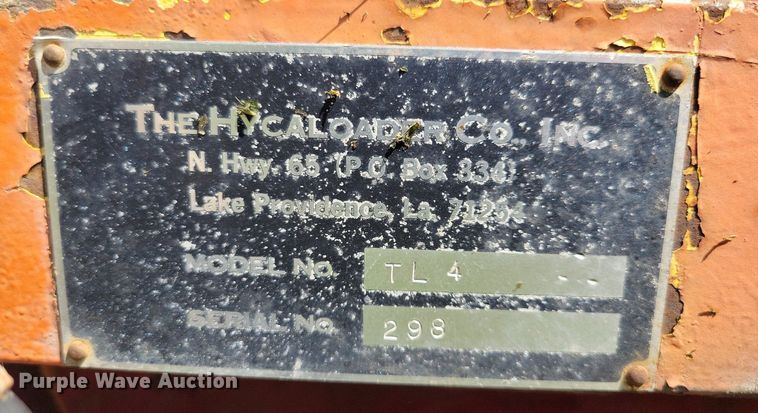 THE HYCALOADER CO., INC.
N. Hwy. 65 (P.O. Box 334)
Lake Providence, La. 71254
MODEL NO. TL 4
SERIAL NO. 298
Purple Wave Auction